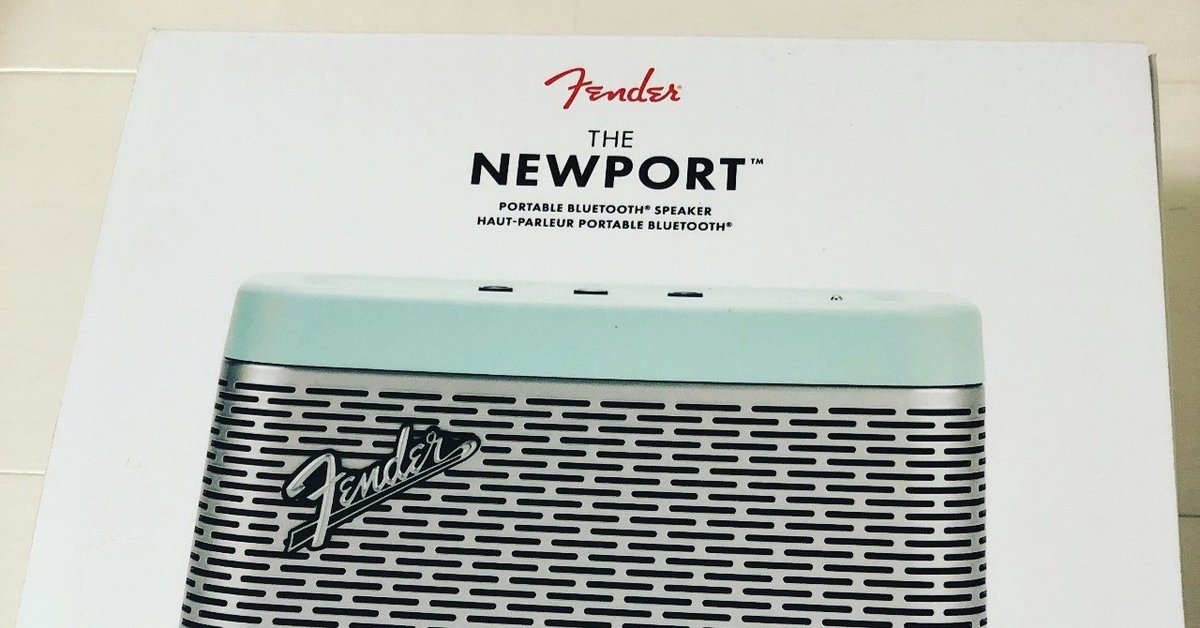 Fender
THE
NEWPORT™
PORTABLE BLUETOOTH® SPEAKER
HAUT-PARLEUR PORTABLE BLUETOOTH®
Fender